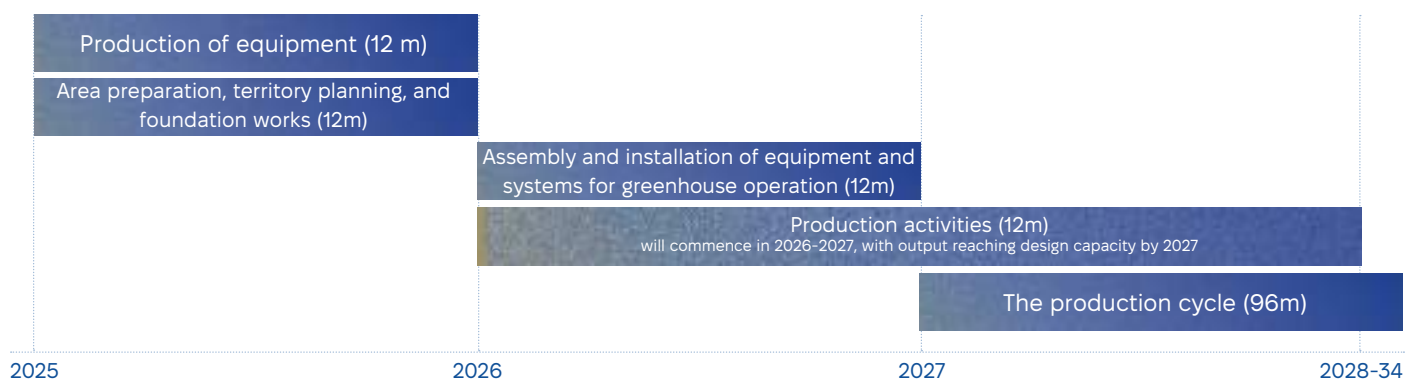 Production of equipment (12 m)
Area preparation, territory planning, and
foundation works (12m)
Assembly and installation of equipment and
systems for greenhouse operation (12m)
Production activities (12m)
will commence in 2026-2027, with output reaching design capacity by 2027
The production cycle (96m)
2025
2026
2027
2028-34